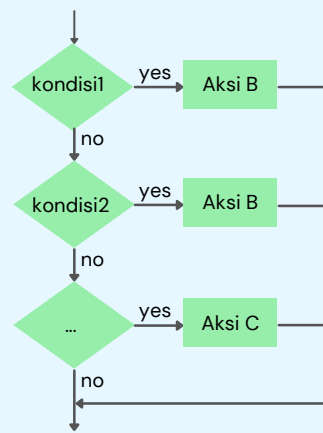 kondisi1
yes
Aksi B
no
kondisi2
yes
Aksi B
no
...
yes
Aksi C
no